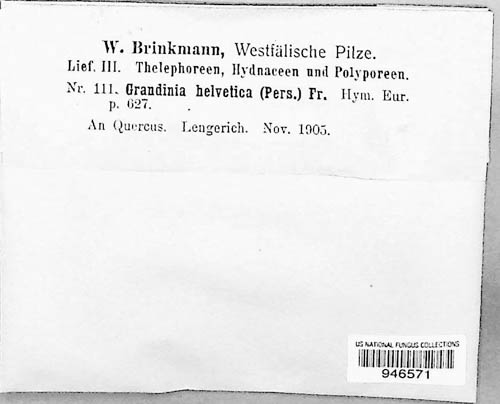 W. Brinkmann, Westfälische Pilze.
Lief. III. Thelephoreen, Hydnaceen und Polyporeen.
Nr. 111. Grandinia helvetica (Pers.) Fr. Hym. Eur.
p. 627.
An Quercus. Lengerich. Nov. 1905.
US NATIONAL FUNGUS COLLECTIONS
946571